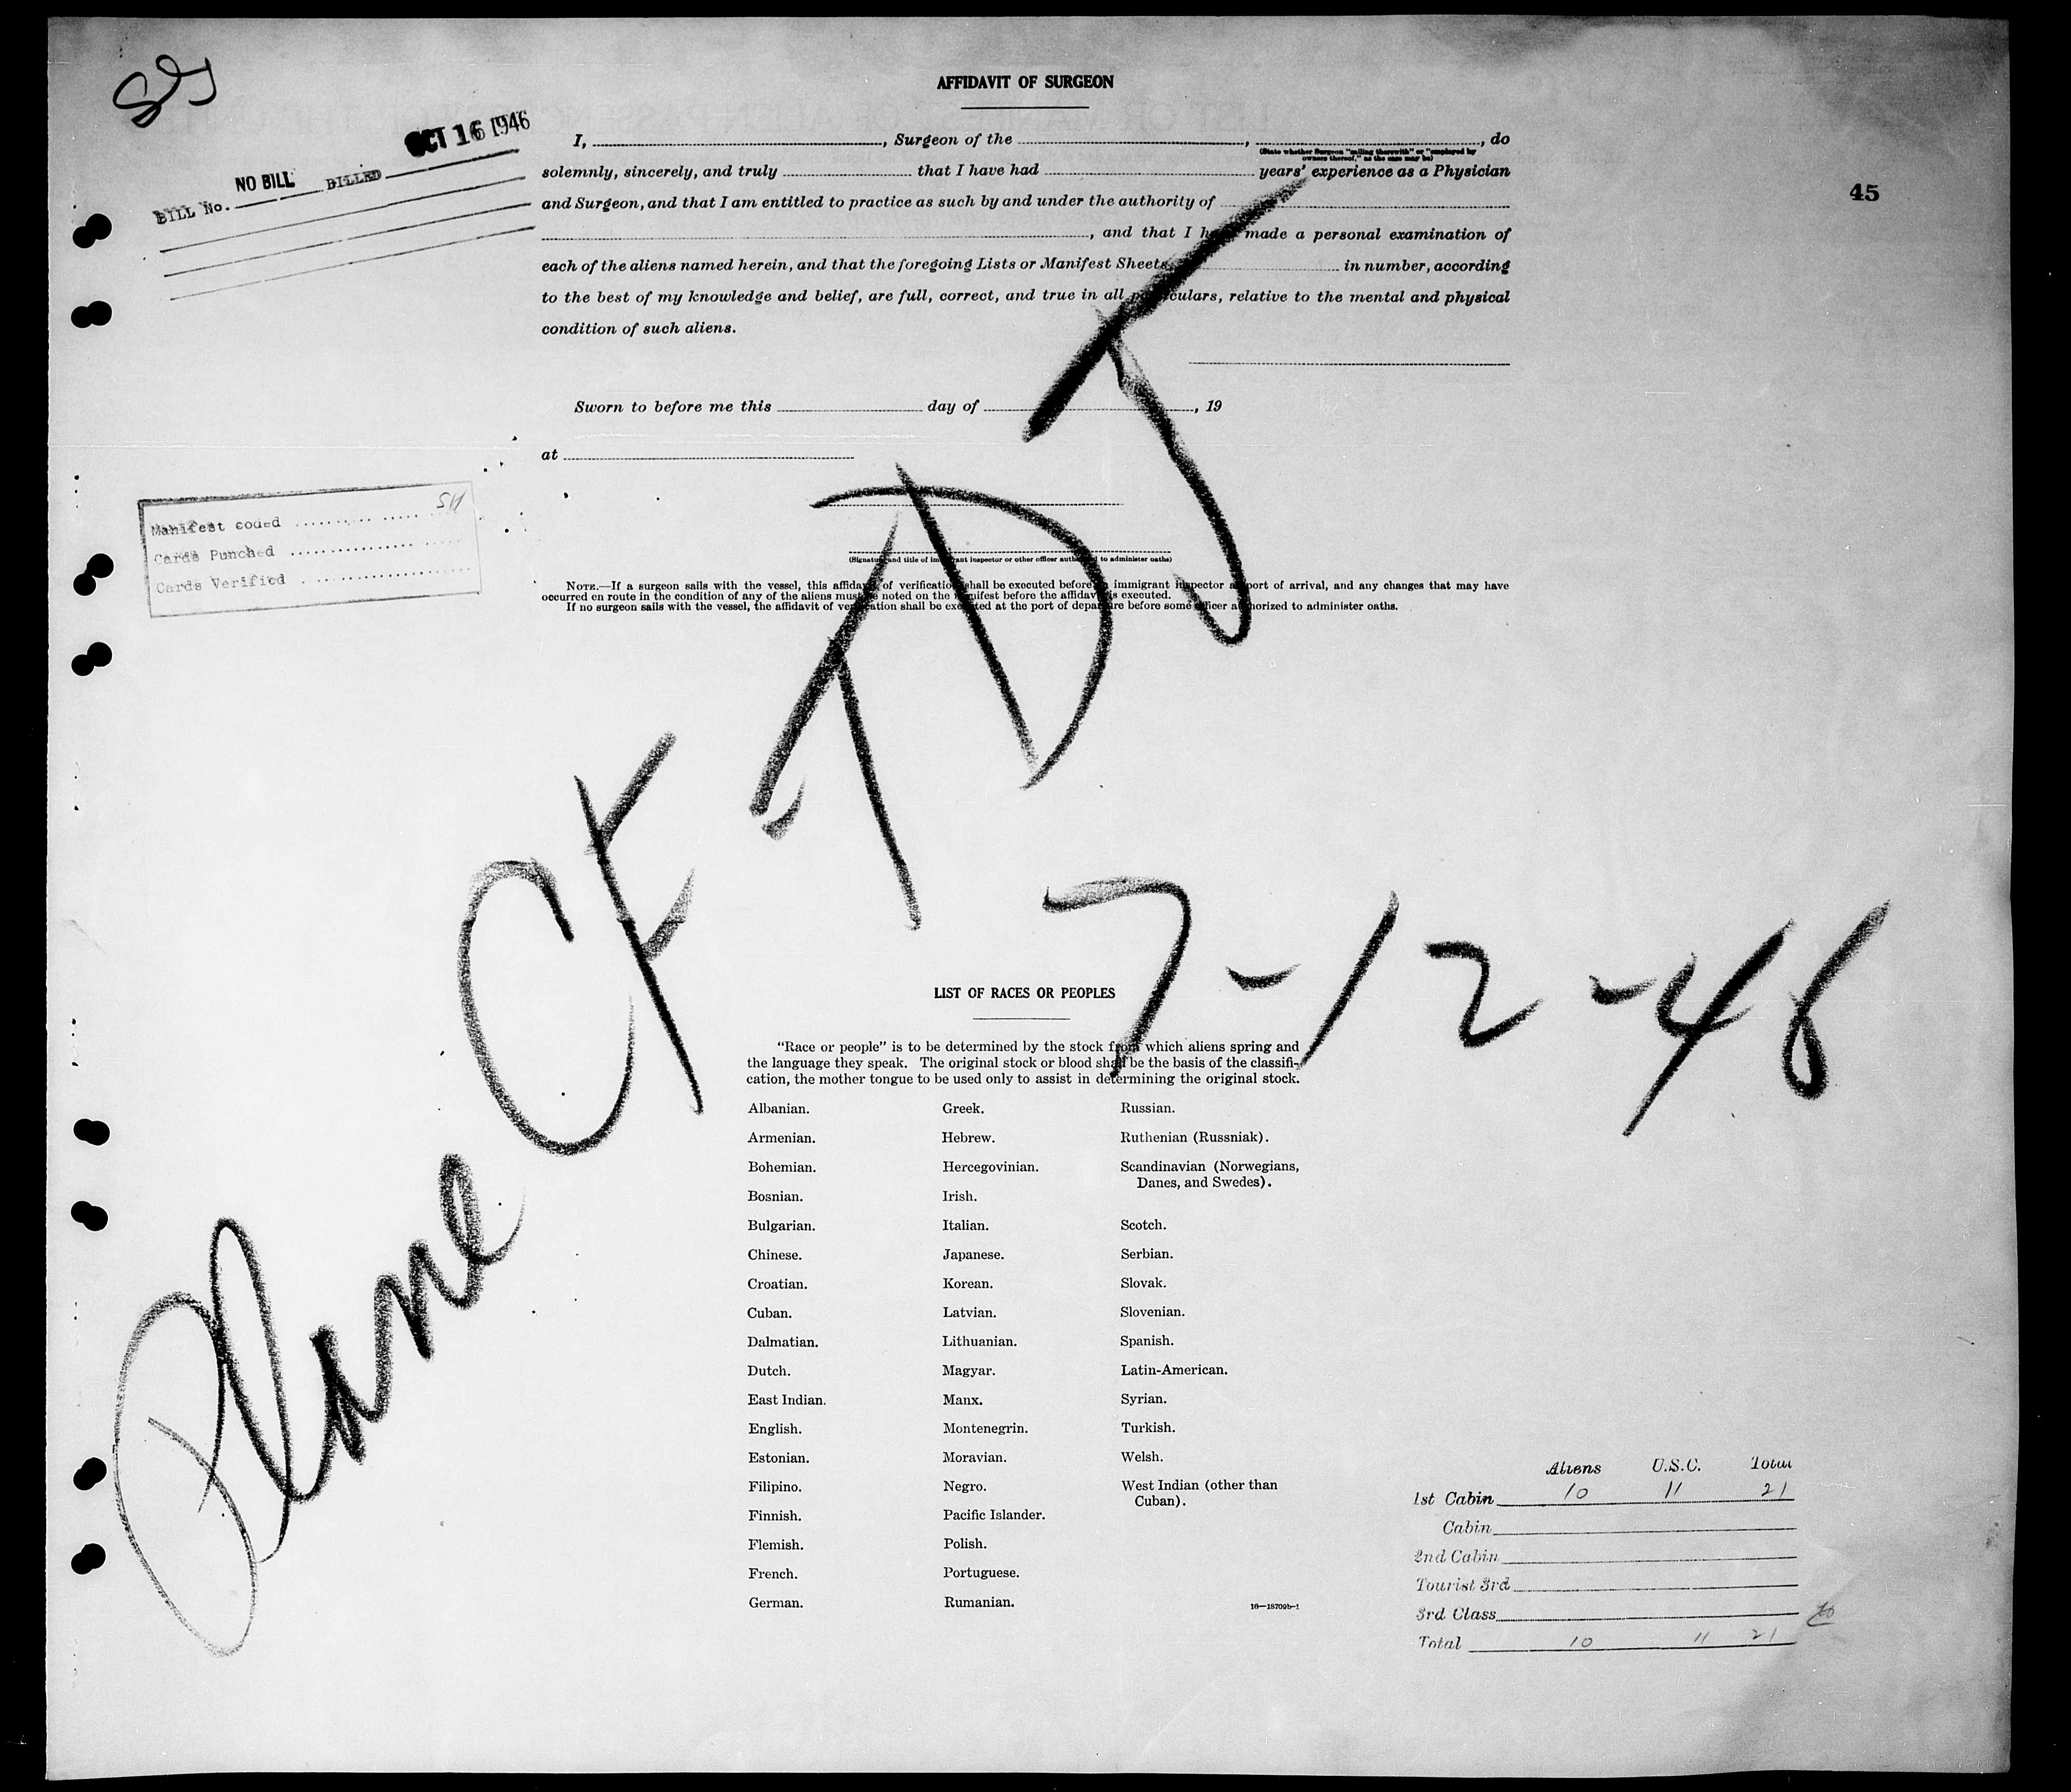 AFFIDAVIT OF SURGEON
OCT 16 1946
NO BILL
BILL No. BILLED
45
I, , Surgeon of the , , do
(State whether Surgeon "sailing therewith" or "employed by
owners thereof," as the case may be)
solemnly, sincerely, and truly that I have had years' experience as a Physician
and Surgeon, and that I am entitled to practice as such by and under the authority of
, and that I have made a personal examination of
each of the aliens named herein, and that the foregoing Lists or Manifest Sheets, in number, according
to the best of my knowledge and belief, are full, correct, and true in all particulars, relative to the mental and physical
condition of such aliens.
Sworn to before me this day of , 19
at
Manifest coded
Cards Punched
Cards Verified
(Signature and title of immigrant inspector or other officer authorized to administer oaths)
NOTE.—If a surgeon sails with the vessel, this affidavit of verification shall be executed before an immigrant inspector at port of arrival, and any changes that may have
occurred en route in the condition of any of the aliens must be noted on the manifest before the affidavit is executed.
If no surgeon sails with the vessel, the affidavit of verification shall be executed at the port of departure before some officer authorized to administer oaths.
Plane CF TDJ
7-12-46
LIST OF RACES OR PEOPLES
"Race or people" is to be determined by the stock from which aliens spring and
the language they speak. The original stock or blood shall be the basis of the classifi-
cation, the mother tongue to be used only to assist in determining the original stock.
Albanian. Greek. Russian.
Armenian. Hebrew. Ruthenian (Russniak).
Bohemian. Hercegovinian. Scandinavian (Norwegians,
Danes, and Swedes).
Bosnian. Irish.
Bulgarian. Italian. Scotch.
Chinese. Japanese. Serbian.
Croatian. Korean. Slovak.
Cuban. Latvian. Slovenian.
Dalmatian. Lithuanian. Spanish.
Dutch. Magyar. Latin-American.
East Indian. Manx. Syrian.
English. Montenegrin. Turkish.
Estonian. Moravian. Welsh.
Filipino. Negro. West Indian (other than
Cuban).
Finnish. Pacific Islander.
Flemish. Polish.
French. Portuguese.
German. Rumanian.
16—18709b-1
Aliens U.S.C. Total
1st Cabin 10 11 21
Cabin
2nd Cabin
Tourist 3rd
3rd Class
Total 10 11 21